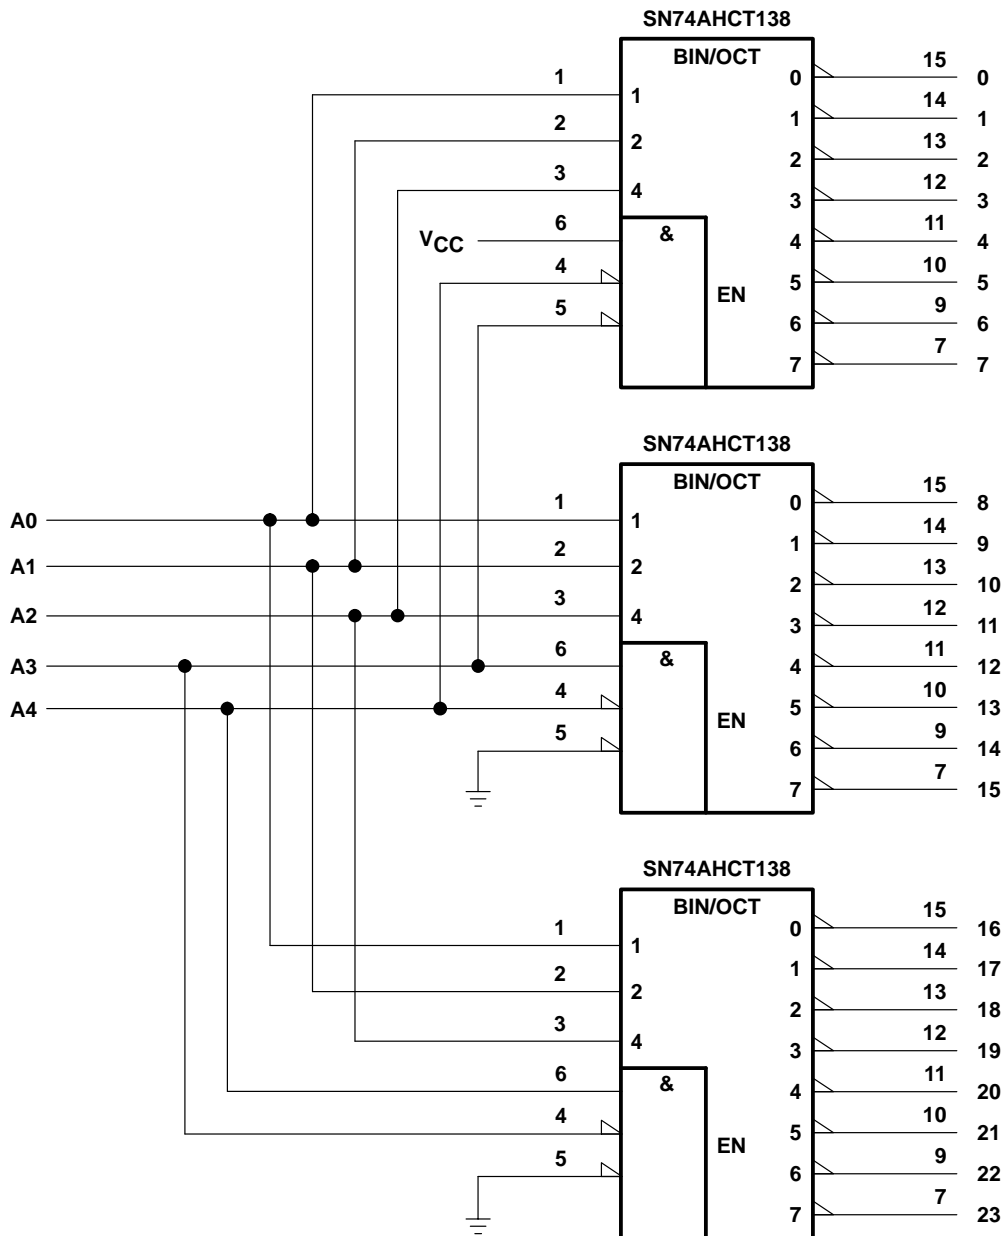 SN74AHCT138
BIN/OCT
1 1
2 2
3 4
VCC 6
4
5
&
EN
0 15 0
1 14 1
2 13 2
3 12 3
4 11 4
5 10 5
6 9 6
7 7 7
SN74AHCT138
BIN/OCT
A0 1 1
A1 2 2
A2 3 4
A3 6
A4 4
5
&
EN
0 15 8
1 14 9
2 13 10
3 12 11
4 11 12
5 10 13
6 9 14
7 7 15
SN74AHCT138
BIN/OCT
1 1
2 2
3 4
6
4
5
&
EN
0 15 16
1 14 17
2 13 18
3 12 19
4 11 20
5 10 21
6 9 22
7 7 23